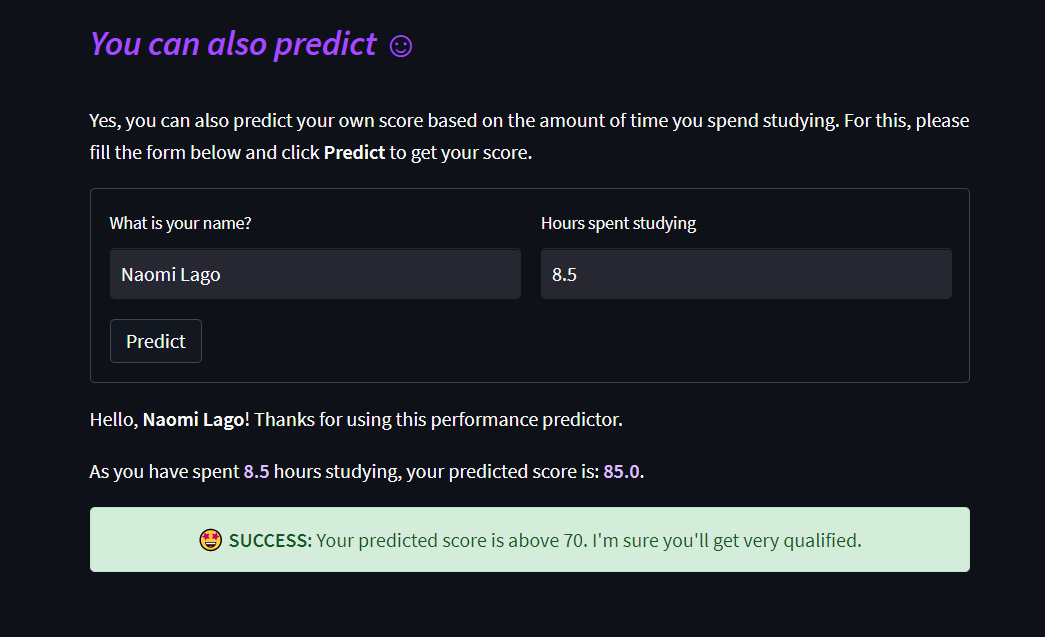 You can also predict ☺
Yes, you can also predict your own score based on the amount of time you spend studying. For this, please
fill the form below and click Predict to get your score.
What is your name?
Hours spent studying
Naomi Lago
8.5
Predict
Hello, Naomi Lago! Thanks for using this performance predictor.
As you have spent 8.5 hours studying, your predicted score is: 85.0.
🤩 SUCCESS: Your predicted score is above 70. I'm sure you'll get very qualified.